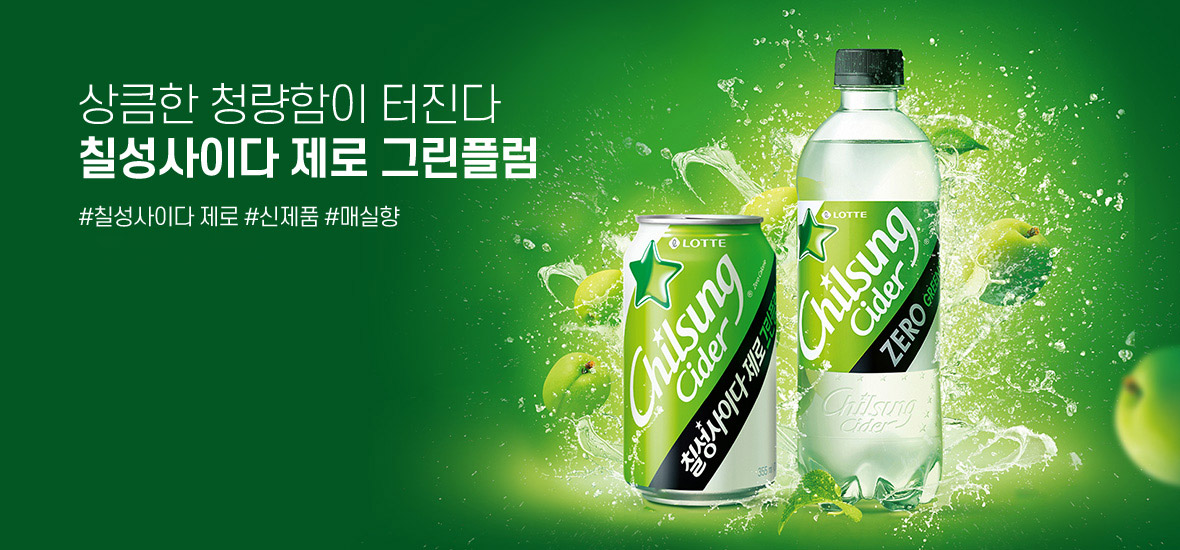 상큼한 청량함이 터진다
칠성사이다 제로 그린플럼
#칠성사이다 제로 #신제품 #매실향
LOTTE
Chilsung
Cider
칠성사이다 제로
355
LOTTE
Chilsung
Cider
ZERO
Chilsung
Cider